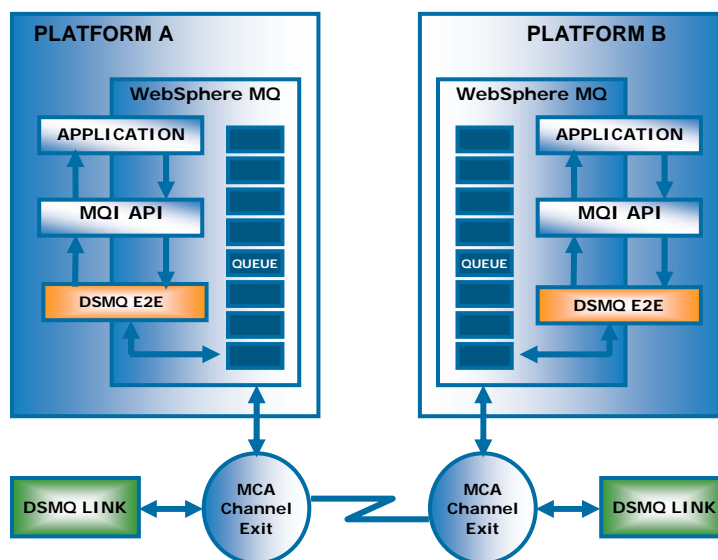 PLATFORM A
WebSphere MQ
APPLICATION
MQI API
QUEUE
DSMQ E2E
DSMQ LINK
MCA
Channel
Exit
PLATFORM B
WebSphere MQ
APPLICATION
MQI API
QUEUE
DSMQ E2E
MCA
Channel
Exit
DSMQ LINK